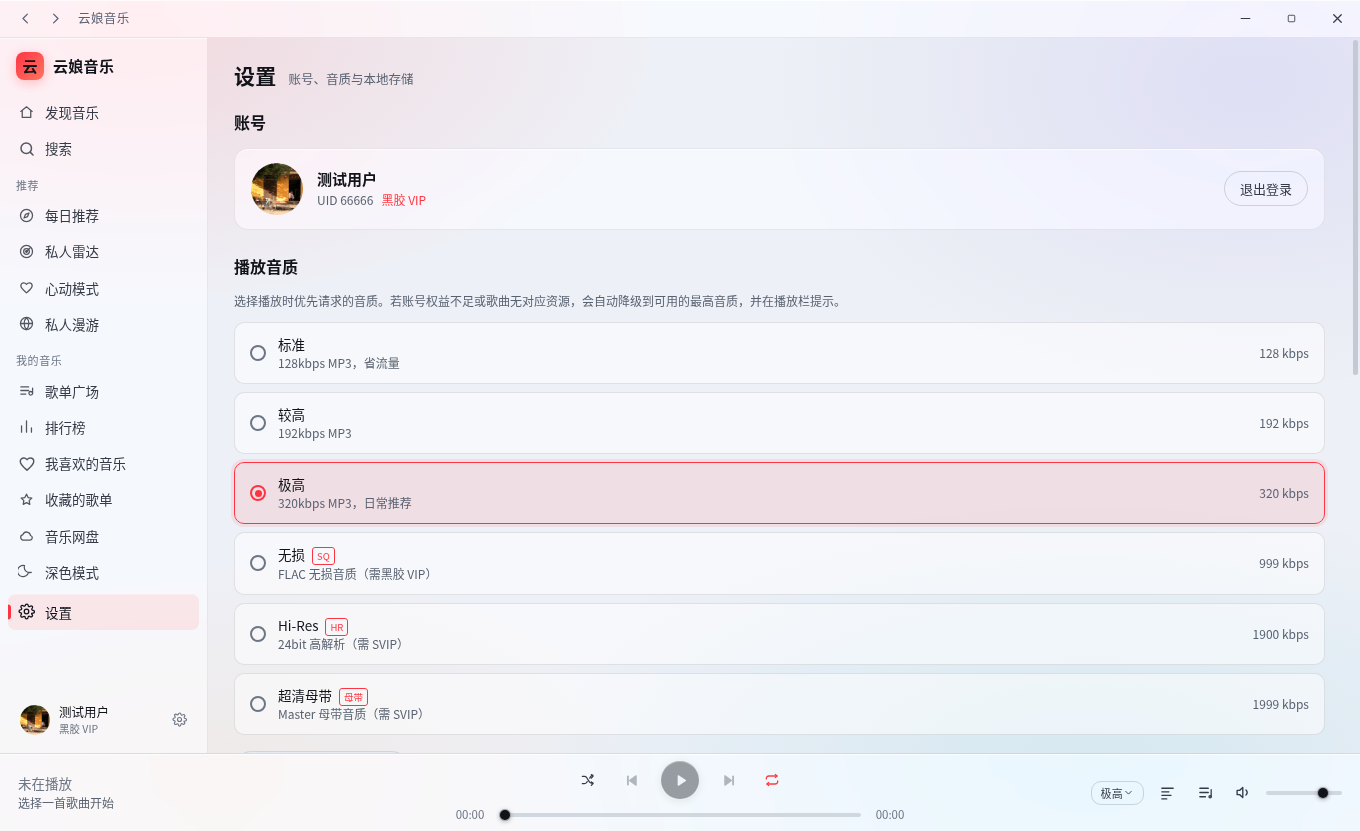 云娘音乐
云 云娘音乐
发现音乐
搜索
推荐
每日推荐
私人雷达
心动模式
私人漫游
我的音乐
歌单广场
排行榜
我喜欢的音乐
收藏的歌单
音乐网盘
深色模式
设置
测试用户
黑胶 VIP
设置 账号、音质与本地存储
账号
测试用户
UID 66666 黑胶 VIP
退出登录
播放音质
选择播放时优先请求的音质。若账号权益不足或歌曲无对应资源，会自动降级到可用的最高音质，并在播放栏提示。
标准
128kbps MP3，省流量
128 kbps
较高
192kbps MP3
192 kbps
极高
320kbps MP3，日常推荐
320 kbps
无损 SQ
FLAC 无损音质（需黑胶 VIP）
999 kbps
Hi-Res HR
24bit 高解析（需 SVIP）
1900 kbps
超清母带 母带
Master 母带音质（需 SVIP）
1999 kbps
未在播放
选择一首歌曲开始
00:00
00:00
极高